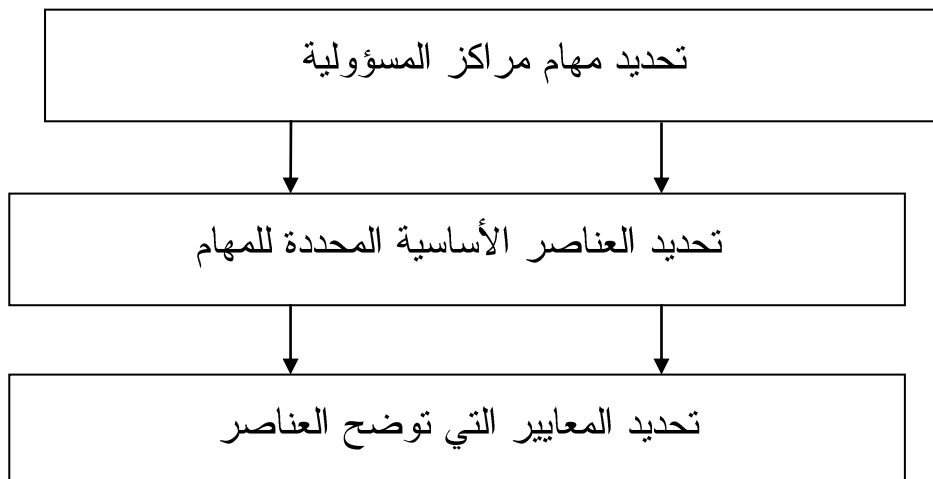 تحديد مهام مراكز المسؤولية
تحديد العناصر الأساسية المحددة للمهام
تحديد المعايير التي توضح العناصر